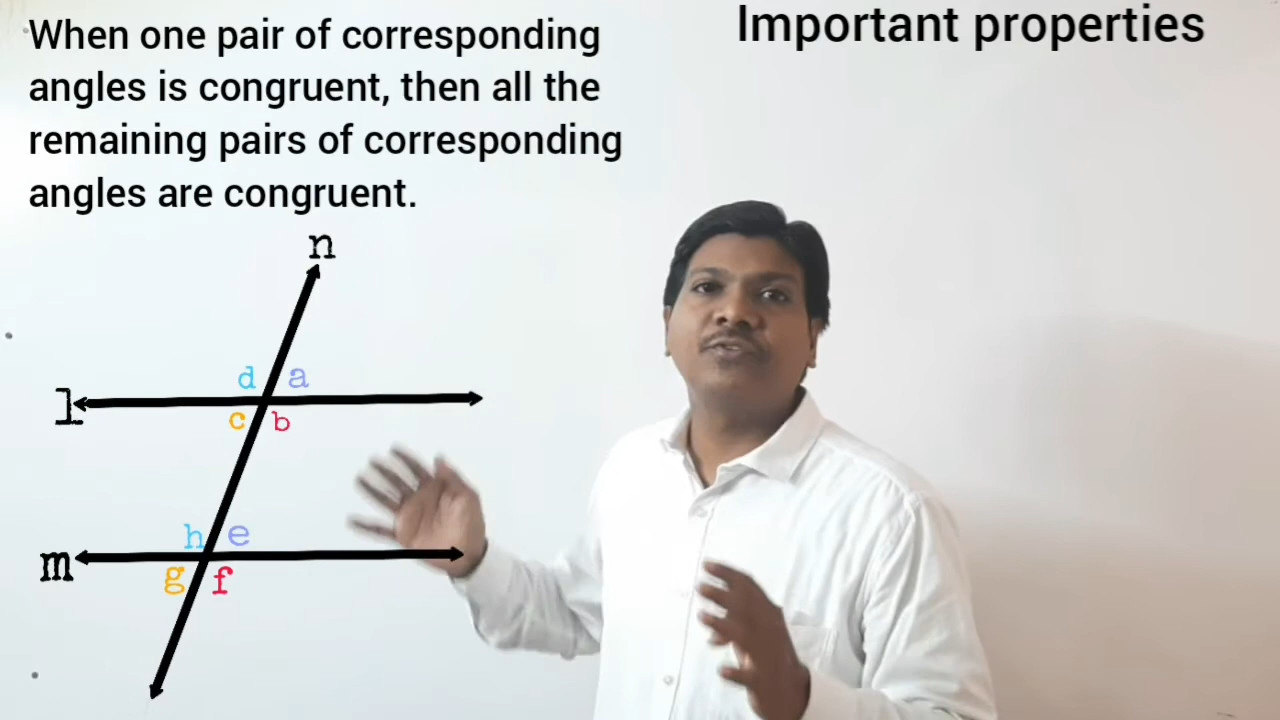 When one pair of corresponding
angles is congruent, then all the
remaining pairs of corresponding
angles are congruent.
Important properties
n
d a
l
c b
h e
m
g f